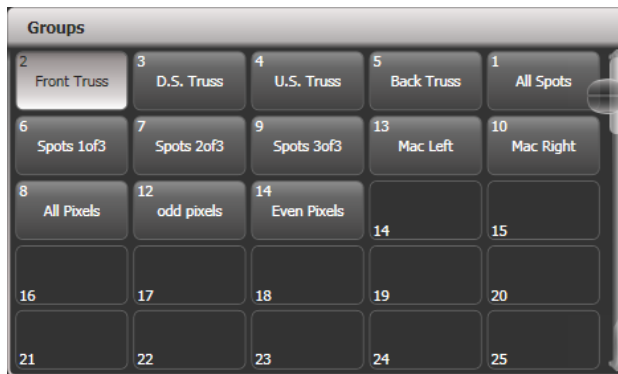 Groups
2 3 4 5 1
Front Truss D.S. Truss U.S. Truss Back Truss All Spots
6 7 9 13 10
Spots 1of3 Spots 2of3 Spots 3of3 Mac Left Mac Right
8 12 14
All Pixels odd pixels Even Pixels
14 15
16 17 18 19 20
21 22 23 24 25